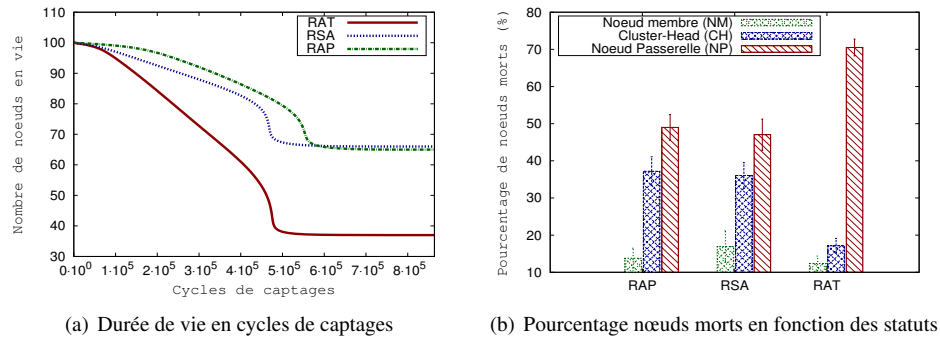 Nombre de noeuds en vie
100
90
80
70
60
50
40
30
RAT
RSA
RAP
0·10⁰ 1·10⁵ 2·10⁵ 3·10⁵ 4·10⁵ 5·10⁵ 6·10⁵ 7·10⁵ 8·10⁵
Cycles de captages
(a) Durée de vie en cycles de captages
Pourcentage de noeuds morts (%)
80
70
60
50
40
30
20
10
Noeud membre (NM)
Cluster-Head (CH)
Noeud Passerelle (NP)
RAP RSA RAT
(b) Pourcentage nœuds morts en fonction des statuts